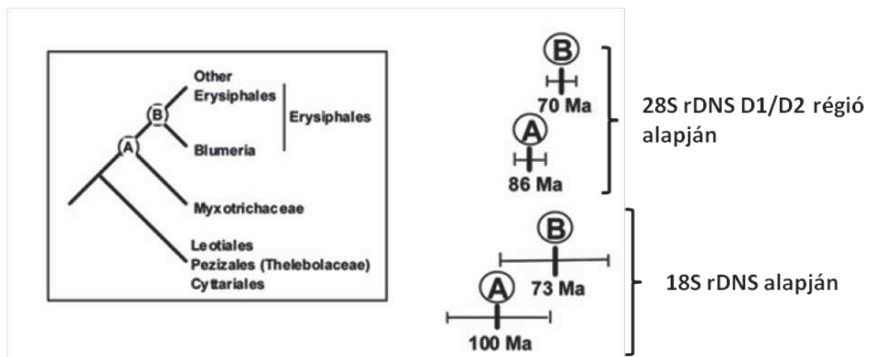 Other
Erysiphales
Erysiphales
Blumeria
Myxotrichaceae
Leotiales
Pezizales (Thelebolaceae)
Cyttariales
A
B
B
70 Ma
A
86 Ma
28S rDNS D1/D2 régió
alapján
B
73 Ma
A
100 Ma
18S rDNS alapján